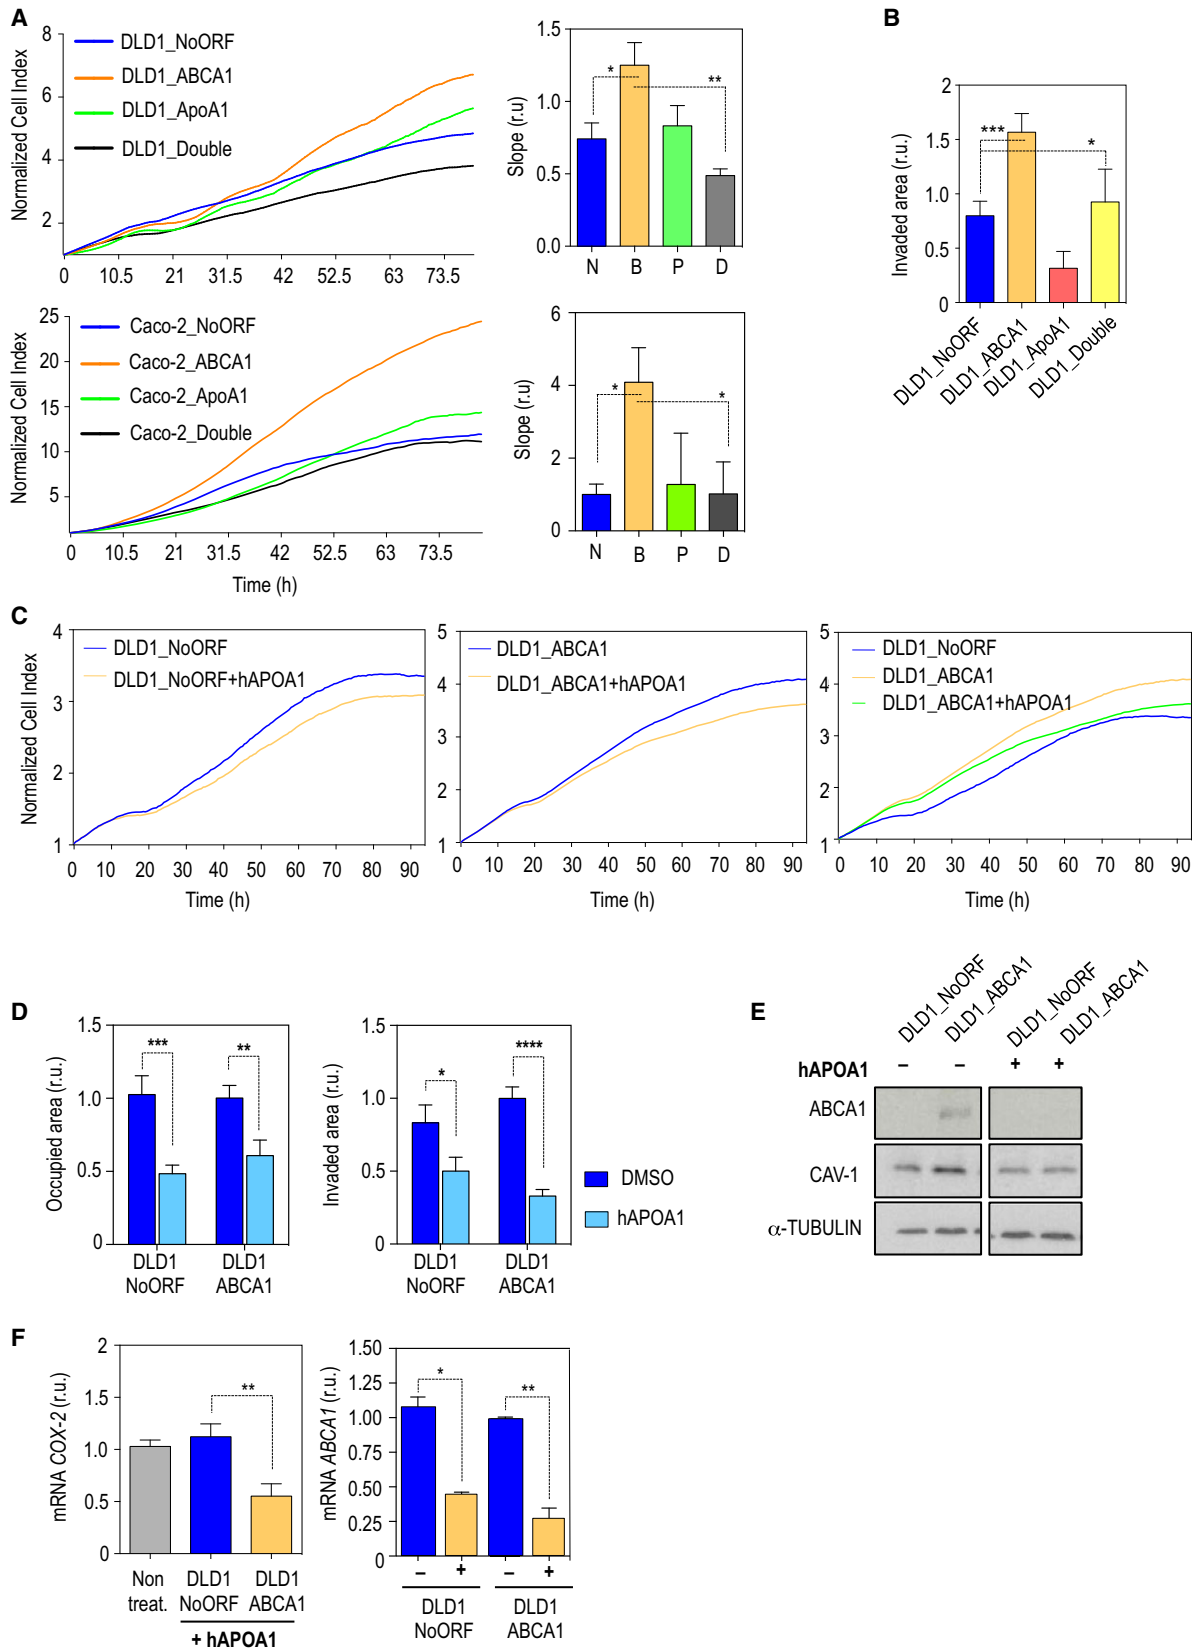 A
Normalized Cell Index
8
6
4
2
DLD1_NoORF
DLD1_ABCA1
DLD1_ApoA1
DLD1_Double
0 10.5 21 31.5 42 52.5 63 73.5
Slope (r.u)
1.5
1.0
0.5
0.0
*
**
N B P D
B
Invaded area (r.u.)
2
1.5
1.0
0.5
0
***
*
DLD1_NoORF
DLD1_ABCA1
DLD1_ApoA1
DLD1_Double
Normalized Cell Index
25
20
15
10
5
Caco-2_NoORF
Caco-2_ABCA1
Caco-2_ApoA1
Caco-2_Double
0 10.5 21 31.5 42 52.5 63 73.5
Time (h)
Slope (r.u)
6
4
2
0
*
*
N B P D
C
Normalized Cell Index
4
3
2
1
DLD1_NoORF
DLD1_NoORF+hAPOA1
0 10 20 30 40 50 60 70 80 90
Time (h)
5
4
3
2
1
DLD1_ABCA1
DLD1_ABCA1+hAPOA1
0 10 20 30 40 50 60 70 80 90
Time (h)
5
4
3
2
1
DLD1_NoORF
DLD1_ABCA1
DLD1_ABCA1+hAPOA1
0 10 20 30 40 50 60 70 80 90
Time (h)
D
Occupied area (r.u.)
1.5
1.0
0.5
0
***
**
DLD1 DLD1
NoORF ABCA1
Invaded area (r.u.)
1.5
1.0
0.5
0
*
****
DLD1 DLD1
NoORF ABCA1
DMSO
hAPOA1
E
DLD1_NoORF
DLD1_ABCA1
DLD1_NoORF
DLD1_ABCA1
hAPOA1 – – + +
ABCA1
CAV-1
α-TUBULIN
F
mRNA COX-2 (r.u.)
2
1.5
1.0
0.5
0
**
Non DLD1 DLD1
treat. NoORF ABCA1
+ hAPOA1
mRNA ABCA1 (r.u.)
1.50
1.25
1.00
0.75
0.50
0.25
0
*
**
– + – +
DLD1 DLD1
NoORF ABCA1